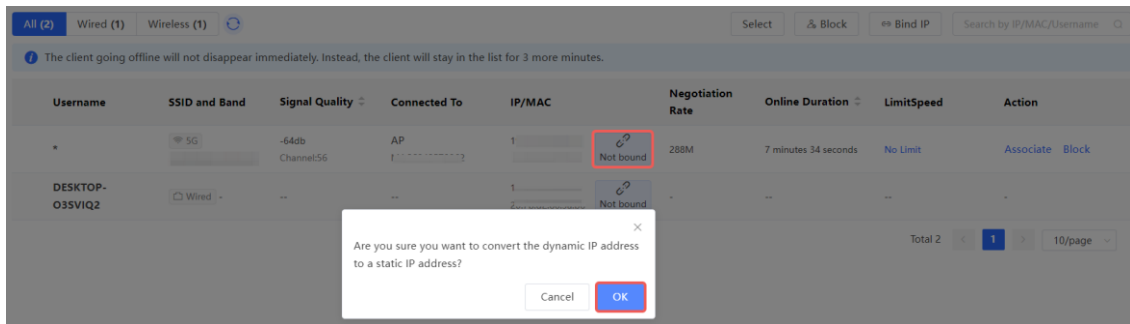 All (2) Wired (1) Wireless (1) Select Block Bind IP Search by IP/MAC/Username
The client going offline will not disappear immediately. Instead, the client will stay in the list for 3 more minutes.
Username SSID and Band Signal Quality Connected To IP/MAC Negotiation Rate Online Duration LimitSpeed Action
* 5G -64db AP 1 Not bound 288M 7 minutes 34 seconds No Limit Associate Block
Channel:56
DESKTOP-O35VIQ2 Wired - -- -- 1 Not bound - -- -- -
2
Are you sure you want to convert the dynamic IP address
to a static IP address?
Cancel OK
Total 2 < 1 > 10/page